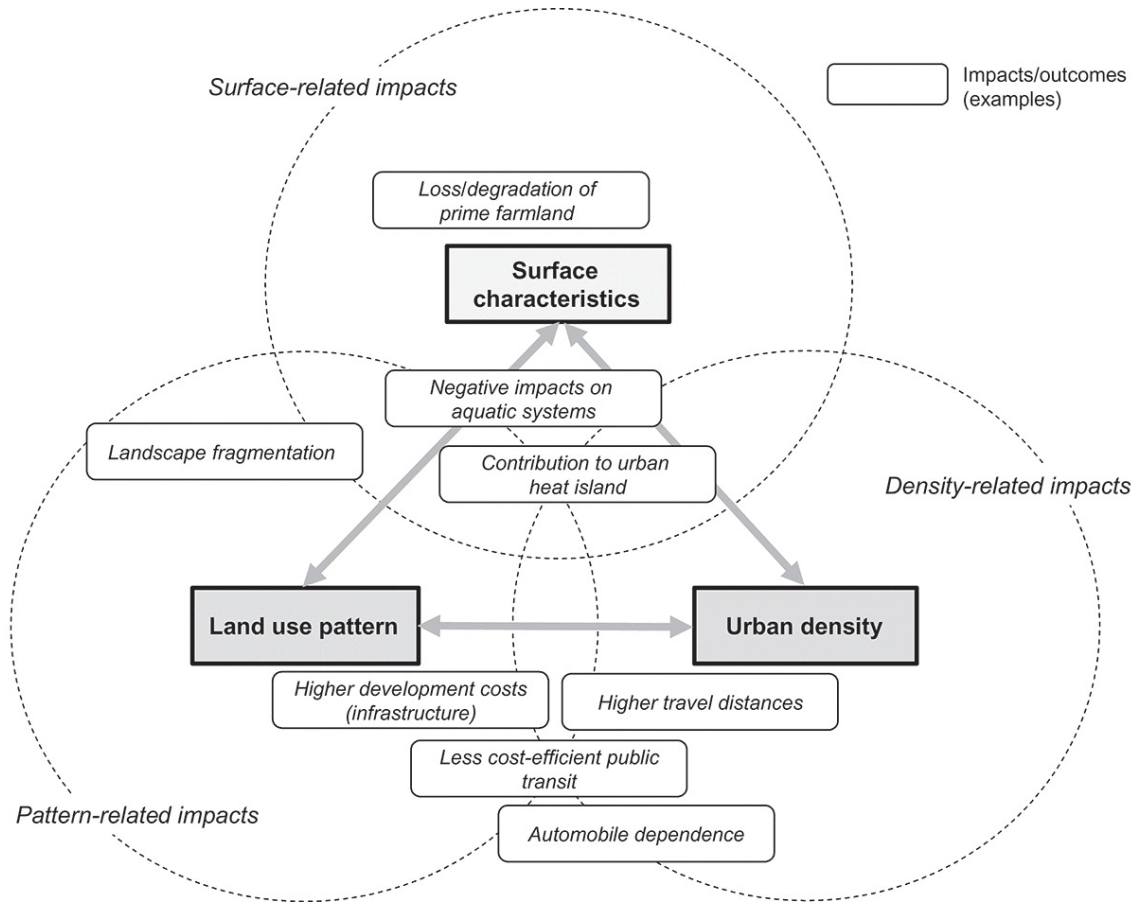 Surface-related impacts
Impacts/outcomes
(examples)
Loss/degradation of
prime farmland
Surface
characteristics
Negative impacts on
aquatic systems
Landscape fragmentation
Contribution to urban
heat island
Density-related impacts
Land use pattern
Urban density
Higher development costs
(infrastructure)
Higher travel distances
Less cost-efficient public
transit
Pattern-related impacts
Automobile dependence